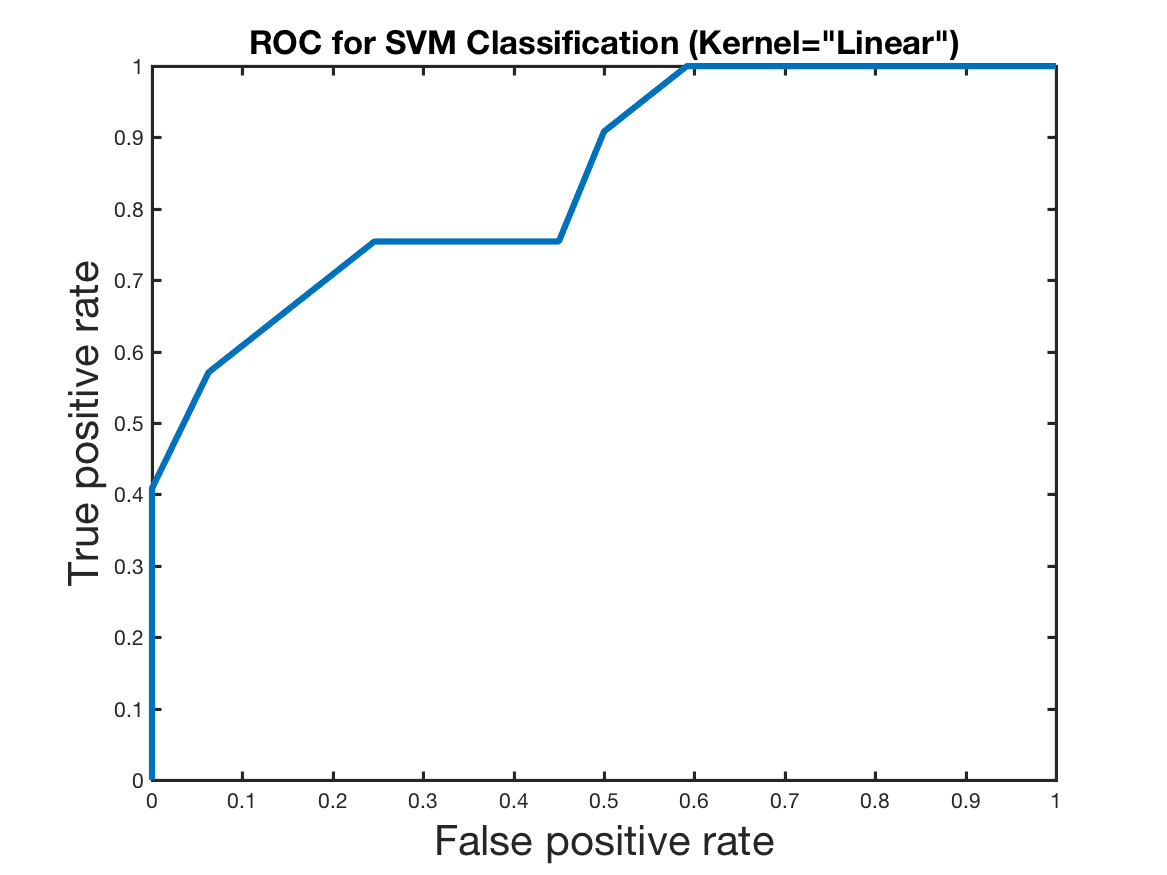 ROC for SVM Classification (Kernel="Linear")
1
0.9
0.8
0.7
0.6
0.5
0.4
0.3
0.2
0.1
0
True positive rate
0 0.1 0.2 0.3 0.4 0.5 0.6 0.7 0.8 0.9 1
False positive rate